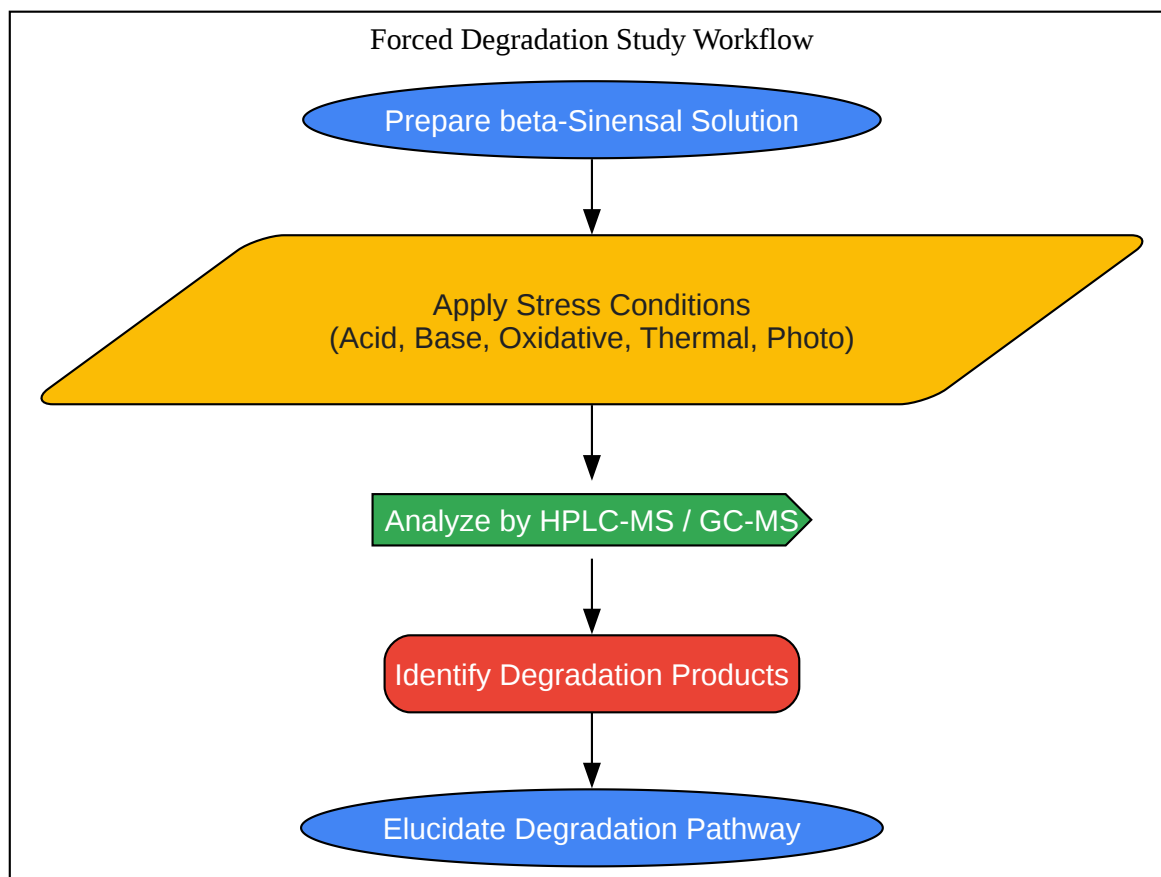 Forced Degradation Study Workflow
Prepare beta-Sinensal Solution
Apply Stress Conditions
(Acid, Base, Oxidative, Thermal, Photo)
Analyze by HPLC-MS / GC-MS
Identify Degradation Products
Elucidate Degradation Pathway